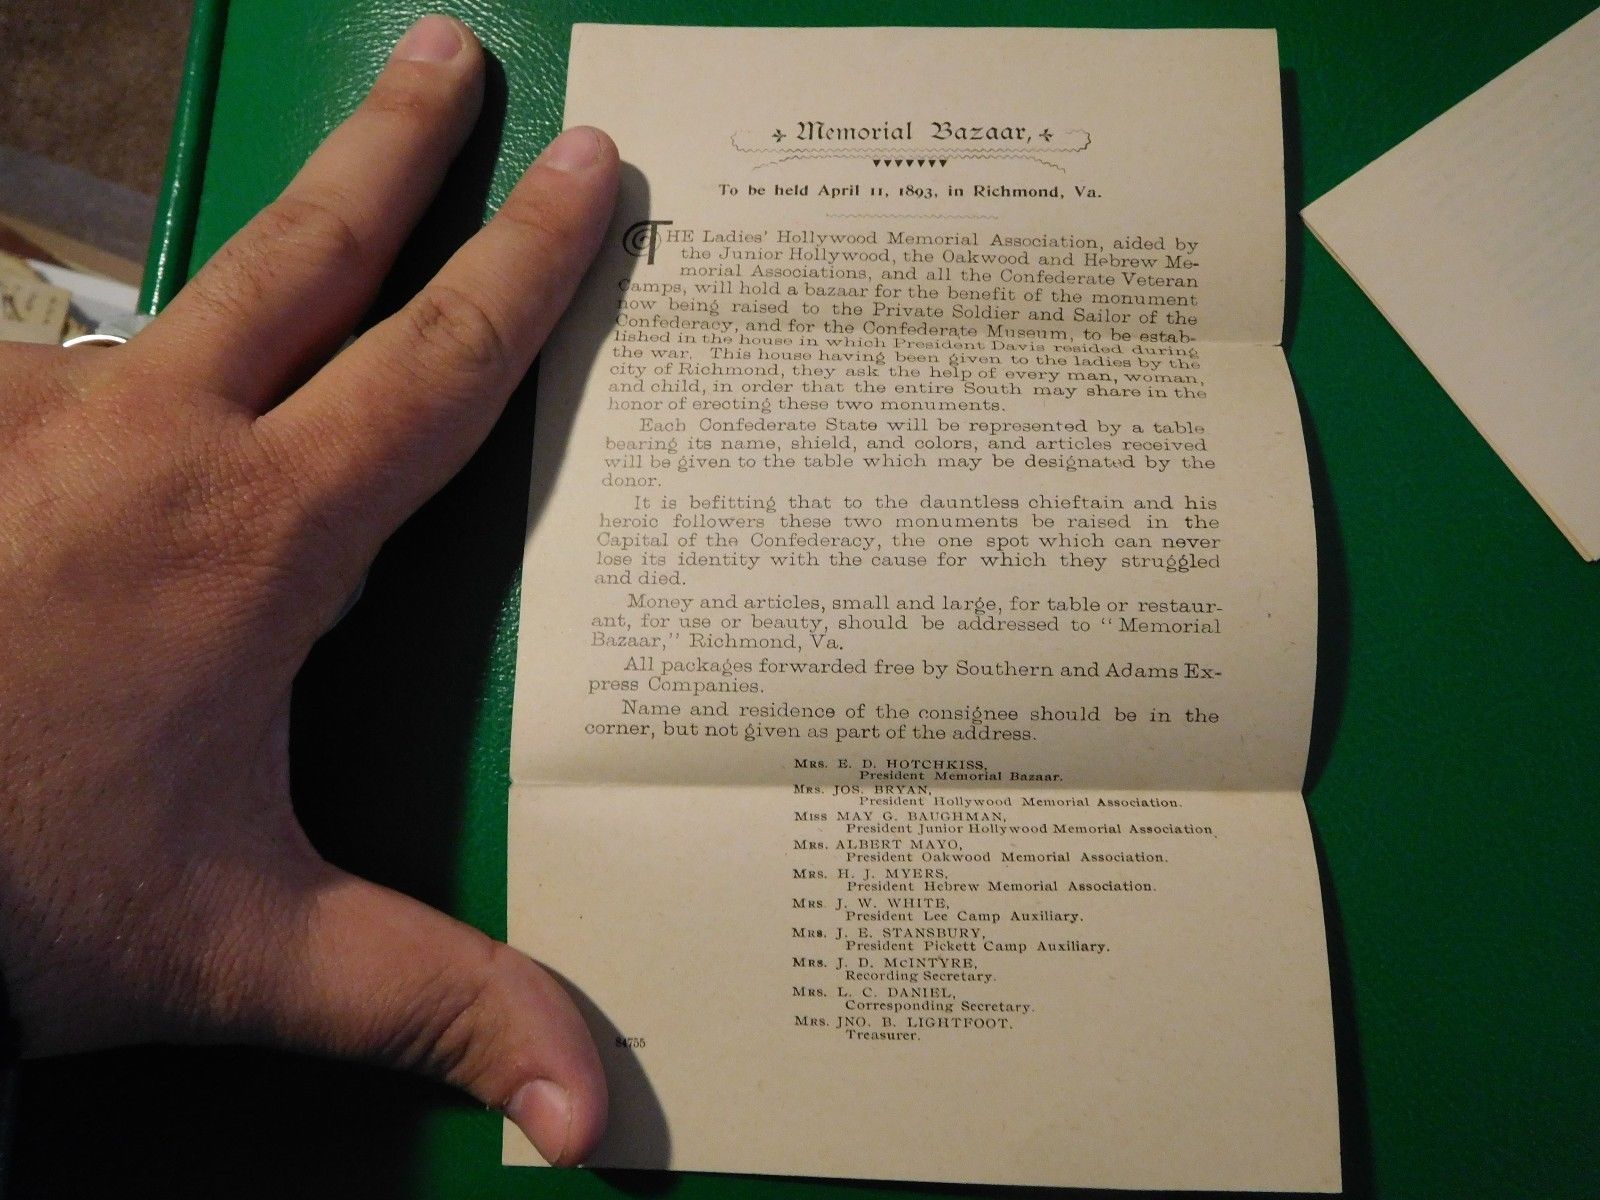 Memorial Bazaar,
To be held April 11, 1893, in Richmond, Va.
THE Ladies' Hollywood Memorial Association, aided by
the Junior Hollywood, the Oakwood and Hebrew Me-
morial Associations, and all the Confederate Veteran
Camps, will hold a bazaar for the benefit of the monument
now being raised to the Private Soldier and Sailor of the
Confederacy, and for the Confederate Museum, to be estab-
lished in the house in which President Davis resided during
the war. This house having been given to the ladies by the
city of Richmond, they ask the help of every man, woman,
and child, in order that the entire South may share in the
honor of erecting these two monuments.
Each Confederate State will be represented by a table
bearing its name, shield, and colors, and articles received
will be given to the table which may be designated by the
donor.
It is befitting that to the dauntless chieftain and his
heroic followers these two monuments be raised in the
Capital of the Confederacy, the one spot which can never
lose its identity with the cause for which they struggled
and died.
Money and articles, small and large, for table or restaur-
ant, for use or beauty, should be addressed to "Memorial
Bazaar," Richmond, Va.
All packages forwarded free by Southern and Adams Ex-
press Companies.
Name and residence of the consignee should be in the
corner, but not given as part of the address.
Mrs. E. D. HOTCHKISS,
President Memorial Bazaar.
Mrs. JOS. BRYAN,
President Hollywood Memorial Association.
Miss MAY G. BAUGHMAN,
President Junior Hollywood Memorial Association.
Mrs. ALBERT MAYO,
President Oakwood Memorial Association.
Mrs. H. J. MYERS,
President Hebrew Memorial Association.
Mrs. J. W. WHITE,
President Lee Camp Auxiliary.
Mrs. J. E. STANSBURY,
President Pickett Camp Auxiliary.
Mrs. J. D. McINTYRE,
Recording Secretary.
Mrs. L. C. DANIEL,
Corresponding Secretary.
Mrs. JNO. B. LIGHTFOOT.
Treasurer.
84755